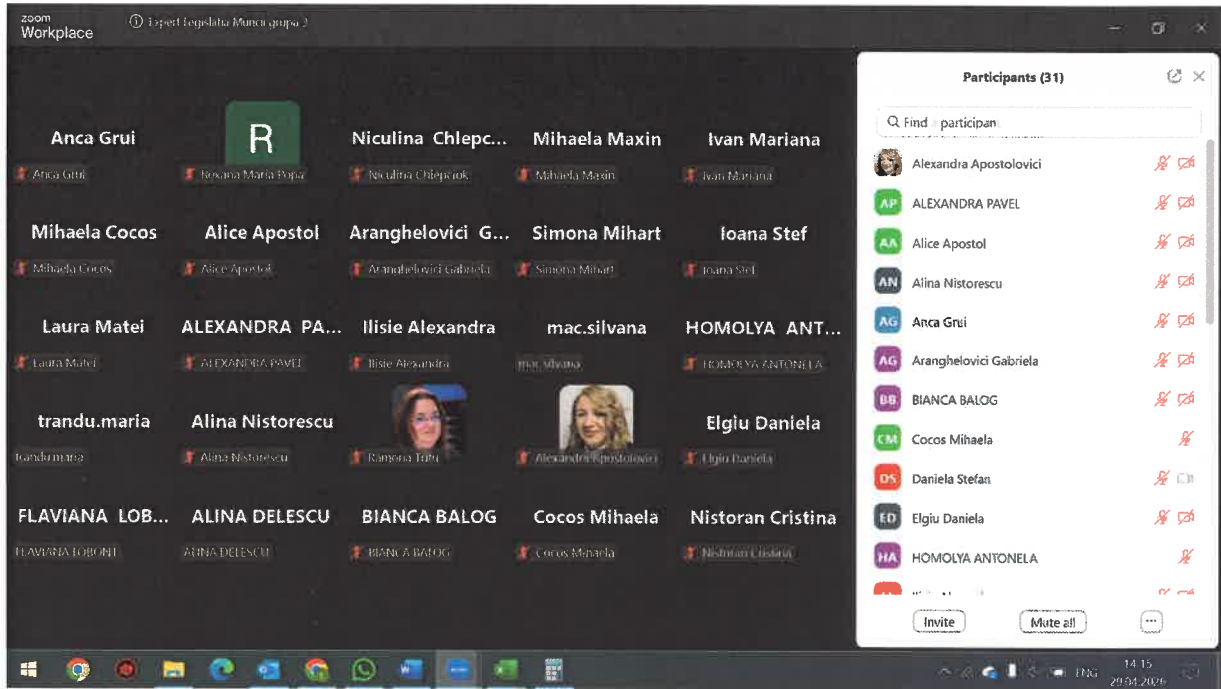 zoom
Workplace
Expert Legislatia Muncii grupa 3
Participants (31)
Find a participant
Anca Grui
R
Niculina Chlepc...
Mihaela Maxin
Ivan Mariana
Anca Grui
Roxana Maria Popa
Niculina Chlepciok
Mihaela Maxin
Ivan Mariana
Mihaela Cocos
Alice Apostol
Aranghelovici G...
Simona Mihart
Ioana Stef
Mihaela Cocos
Alice Apostol
Aranghelovici Gabriela
Simona Mihart
Ioana Stef
Laura Matei
ALEXANDRA PA...
Ilisie Alexandra
mac.silvana
HOMOLYA ANT...
Laura Matei
ALEXANDRA PAVEL
Ilisie Alexandra
mac.silvana
HOMOLYA ANTONELA
trandu.maria
Alina Nistorescu
Elgiu Daniela
trandu.maria
Alina Nistorescu
Ramona Tutu
Alexandra Apostolovici
Elgiu Daniela
FLAVIANA LOB...
ALINA DELESCU
BIANCA BALOG
Cocos Mihaela
Nistoran Cristina
FLAVIANA LOBONT
ALINA DELESCU
BIANCA BALOG
Cocos Mihaela
Nistoran Cristina
Alexandra Apostolovici
AP ALEXANDRA PAVEL
AA Alice Apostol
AN Alina Nistorescu
AG Anca Grui
AG Aranghelovici Gabriela
BB BIANCA BALOG
CM Cocos Mihaela
DS Daniela Stefan
ED Elgiu Daniela
HA HOMOLYA ANTONELA
Invite
Mute all
ENG
14:15
29.04.2026